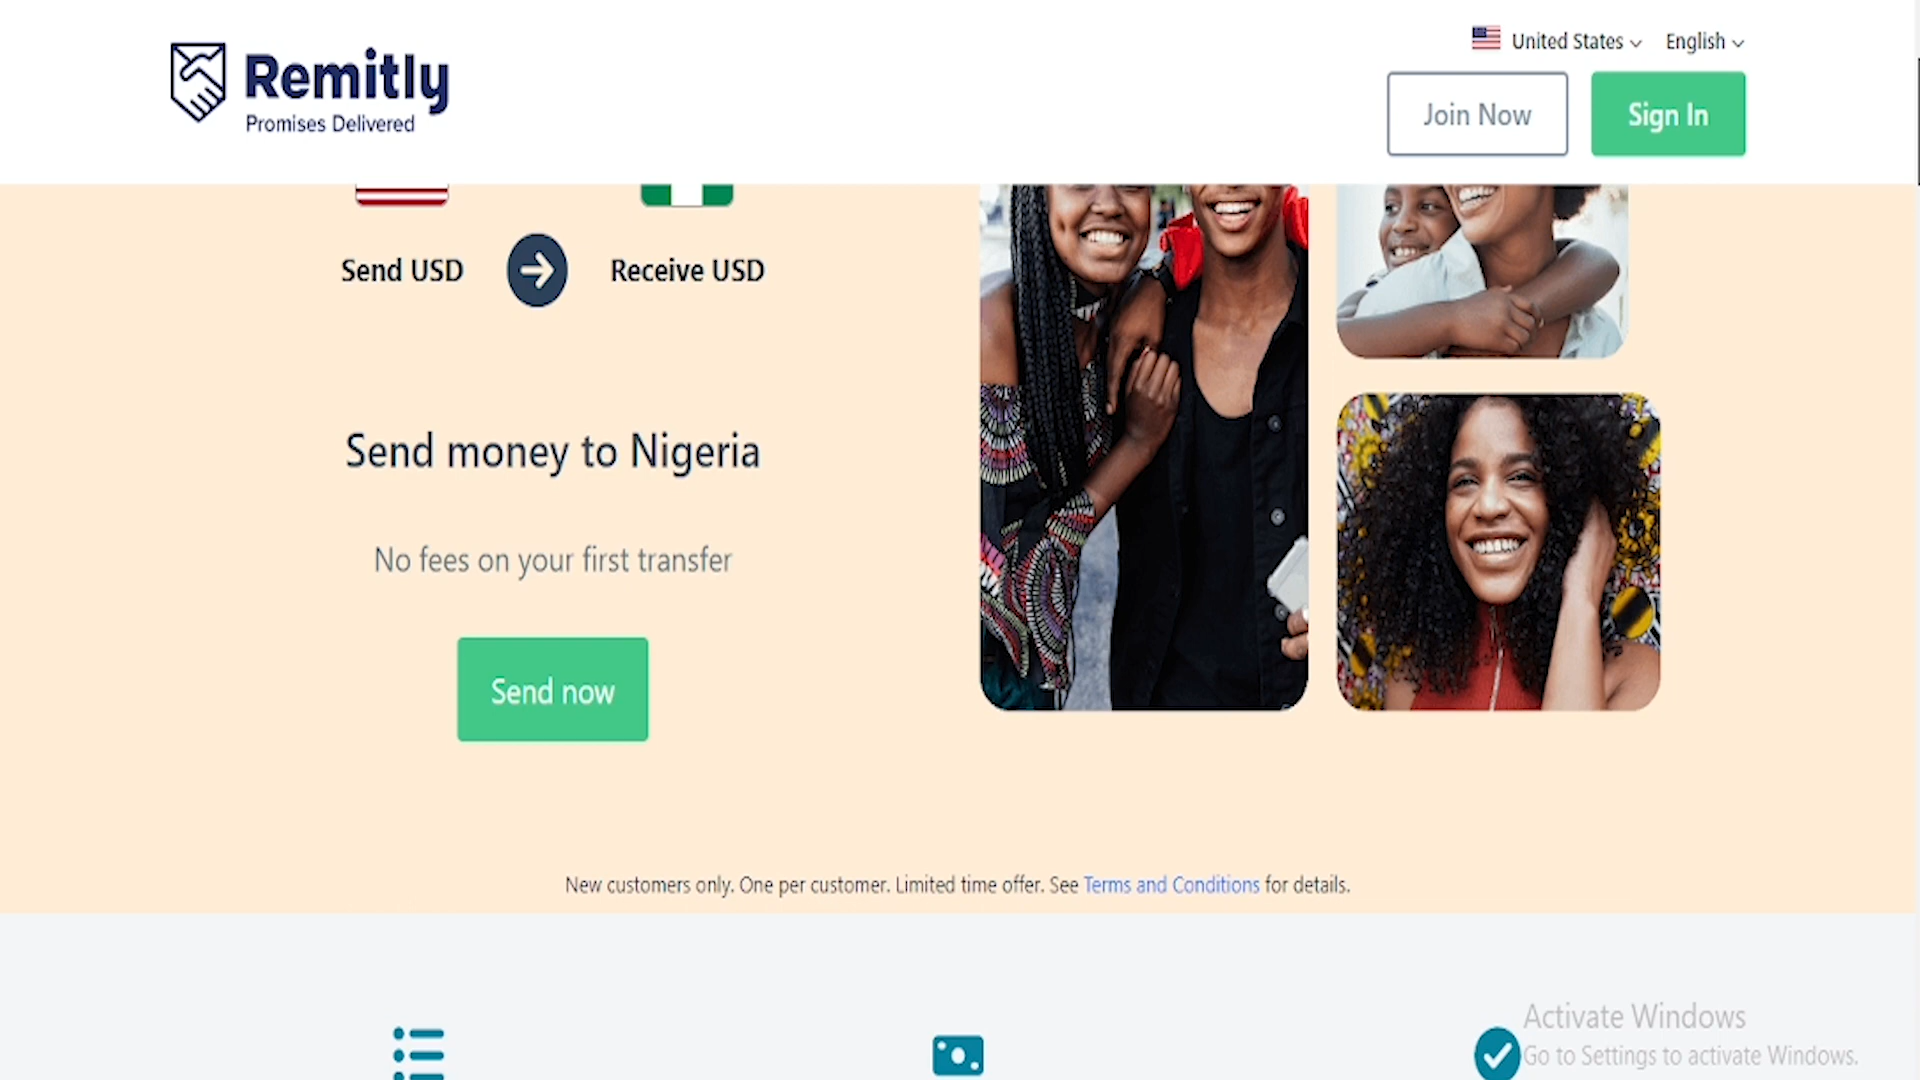 United States English
Remitly
Promises Delivered
Join Now
Sign In
Send USD
Receive USD
Send money to Nigeria
No fees on your first transfer
Send now
New customers only. One per customer. Limited time offer. See Terms and Conditions for details.
Activate Windows
Go to Settings to activate Windows.